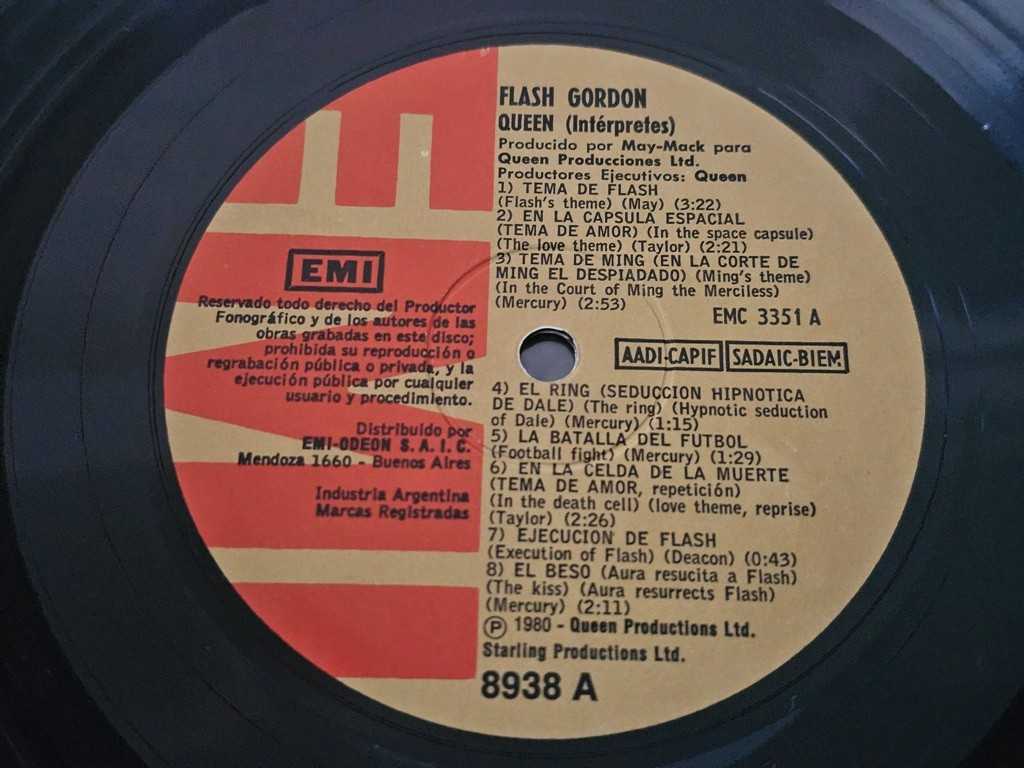 FLASH GORDON
QUEEN (Intérpretes)
Producido por May-Mack para
Queen Producciones Ltd.
Productores Ejecutivos: Queen
1) TEMA DE FLASH
(Flash's theme) (May) (3:22)
2) EN LA CAPSULA ESPACIAL
(TEMA DE AMOR) (In the space capsule)
(The love theme) (Taylor) (2:21)
3) TEMA DE MING (EN LA CORTE DE
MING EL DESPIADADO) (Ming's theme)
(In the Court of Ming the Merciless)
(Mercury) (2:53)
EMC 3351 A
AADI-CAPIF SADAIC-BIEM
4) EL RING (SEDUCCION HIPNOTICA
DE DALE) (The ring) (Hypnotic seduction
of Dale) (Mercury) (1:15)
5) LA BATALLA DEL FUTBOL
(Football fight) (Mercury) (1:29)
6) EN LA CELDA DE LA MUERTE
(TEMA DE AMOR, repetición)
(In the death cell) (love theme, reprise)
(Taylor) (2:26)
7) EJECUCION DE FLASH
(Execution of Flash) (Deacon) (0:43)
8) EL BESO (Aura resucita a Flash)
(The kiss) (Aura resurrects Flash)
(Mercury) (2:11)
Ⓟ 1980 - Queen Productions Ltd.
Starling Productions Ltd.
8938 A
EMI
EMI
Reservado todo derecho del Productor
Fonográfico y de los autores de las
obras grabadas en este disco;
prohibida su reproducción o
regrabación pública o privada, y la
ejecución pública por cualquier
usuario y procedimiento.
Distribuido por
EMI-ODEON S.A.I.C.
Mendoza 1660 - Buenos Aires
Industria Argentina
Marcas Registradas